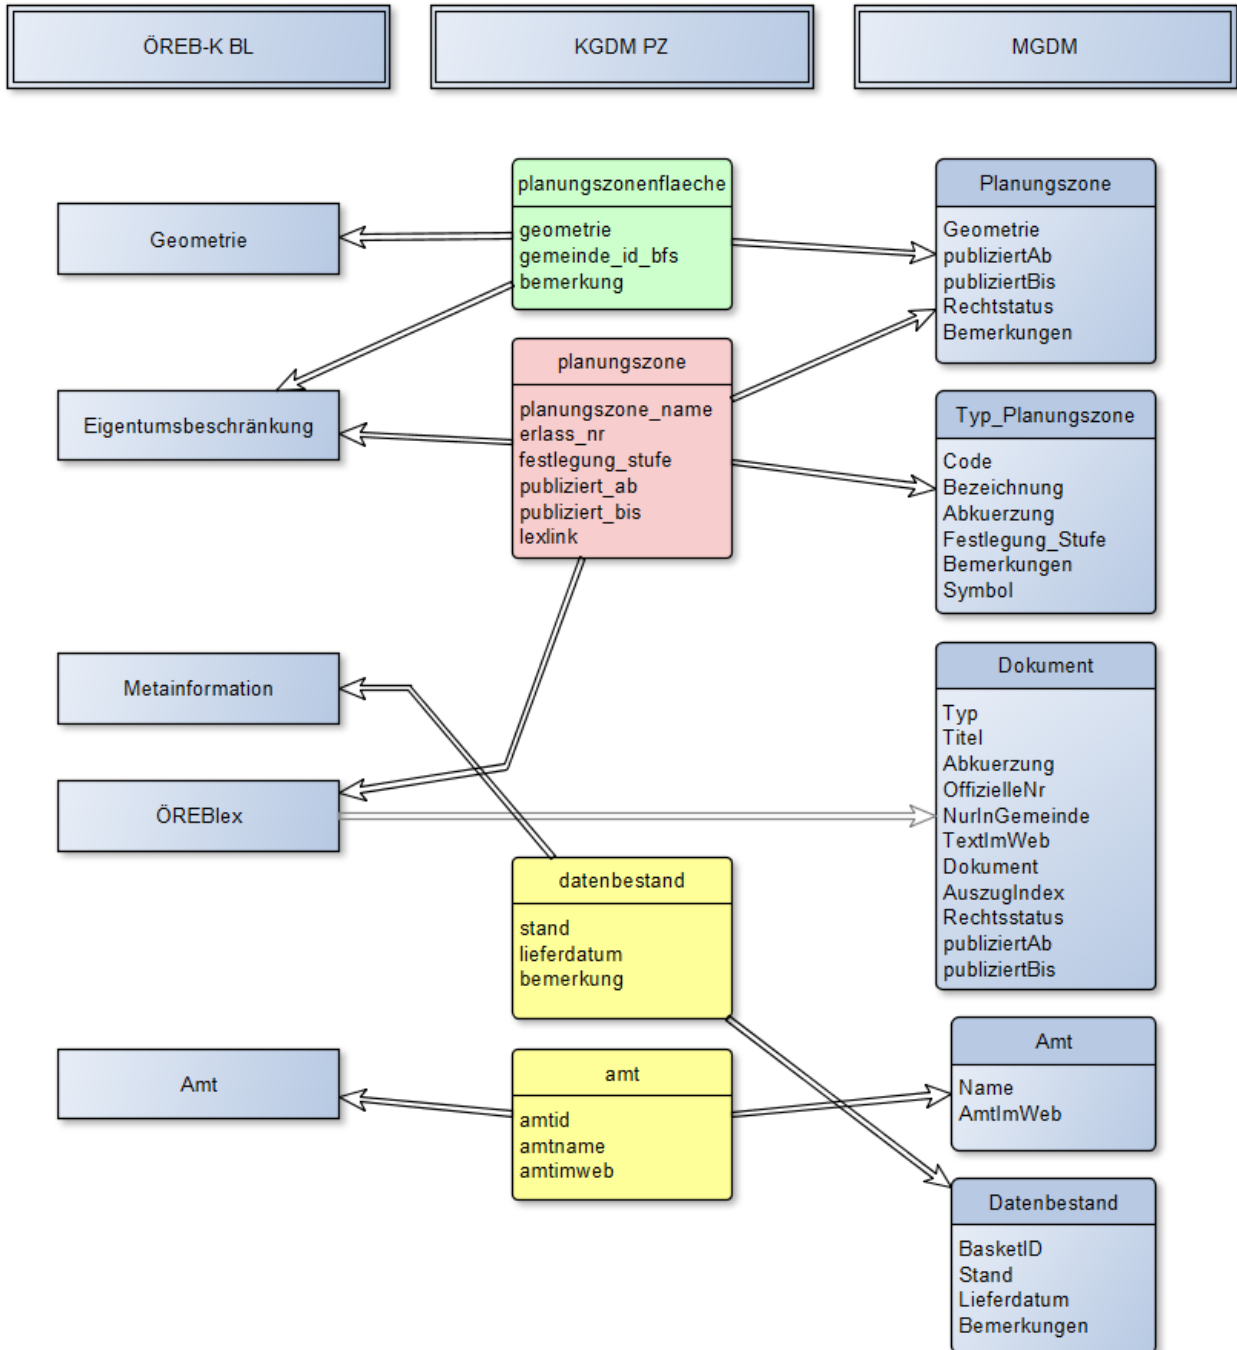 ÖREB-K BL
KGDM PZ
MGDM
Geometrie
Eigentumsbeschränkung
Metainformation
ÖREBlex
Amt
planungszonenflaeche
geometrie
gemeinde_id_bfs
bemerkung
planungszone
planungszone_name
erlass_nr
festlegung_stufe
publiziert_ab
publiziert_bis
lexlink
datenbestand
stand
lieferdatum
bemerkung
amt
amtid
amtname
amtimweb
Planungszone
Geometrie
publiziertAb
publiziertBis
Rechtstatus
Bemerkungen
Typ_Planungszone
Code
Bezeichnung
Abkuerzung
Festlegung_Stufe
Bemerkungen
Symbol
Dokument
Typ
Titel
Abkuerzung
OffizielleNr
NurInGemeinde
TextImWeb
Dokument
AuszugIndex
Rechtsstatus
publiziertAb
publiziertBis
Amt
Name
AmtImWeb
Datenbestand
BasketID
Stand
Lieferdatum
Bemerkungen